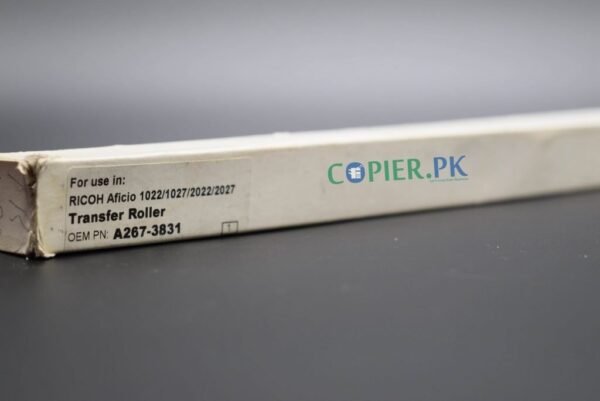 For use in:
RICOH Aficio 1022/1027/2022/2027
Transfer Roller
OEM PN: A267-3831
1
COPIER.PK